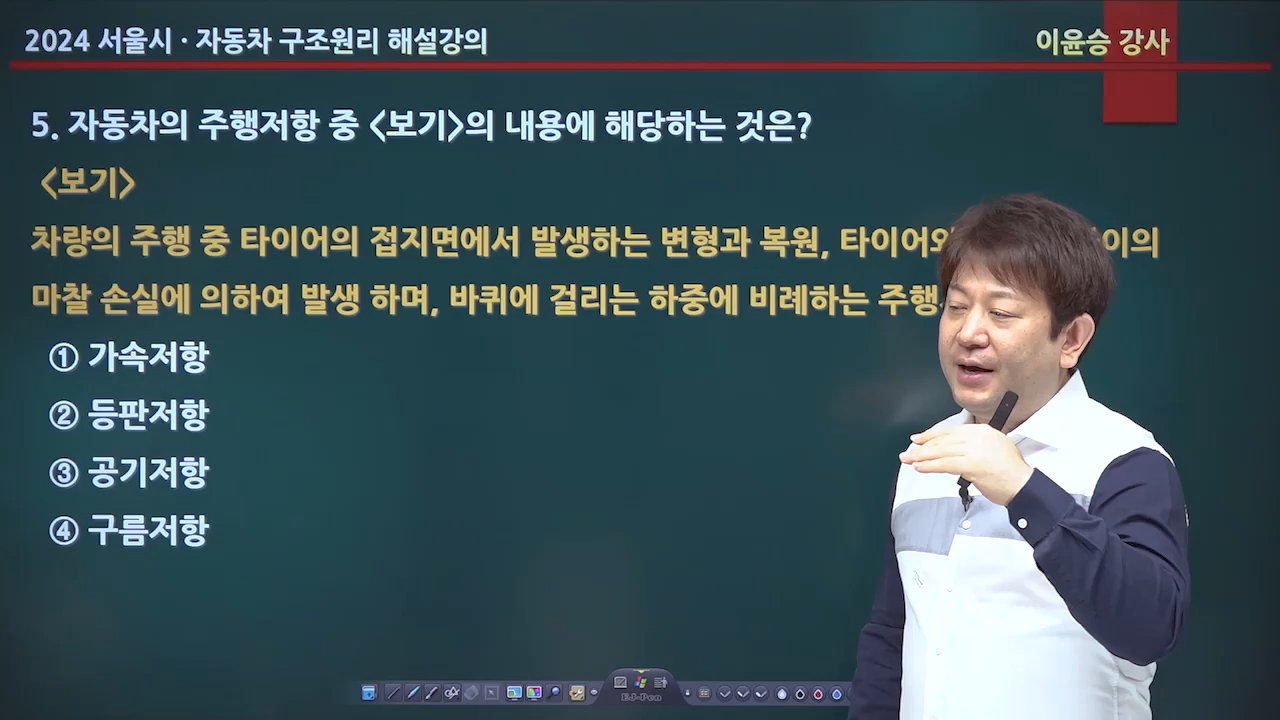 2024 서울시 · 자동차 구조원리 해설강의
이윤승 강사
5. 자동차의 주행저항 중 <보기>의 내용에 해당하는 것은?
<보기>
차량의 주행 중 타이어의 접지면에서 발생하는 변형과 복원, 타이어와 이의
마찰 손실에 의하여 발생 하며, 바퀴에 걸리는 하중에 비례하는 주행
① 가속저항
② 등판저항
③ 공기저항
④ 구름저항
EJ-Pen